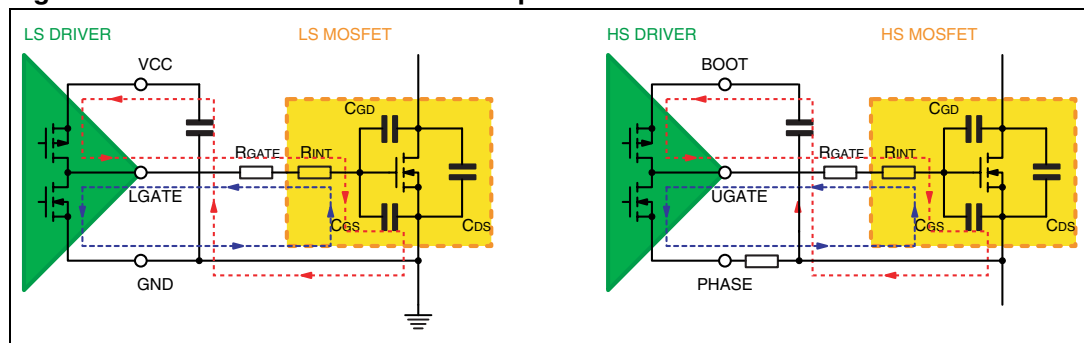 LS DRIVER
LS MOSFET
VCC
CGD
RGATE
RINT
LGATE
CGS
CDS
GND
HS DRIVER
HS MOSFET
BOOT
CGD
RGATE
RINT
UGATE
CGS
CDS
PHASE